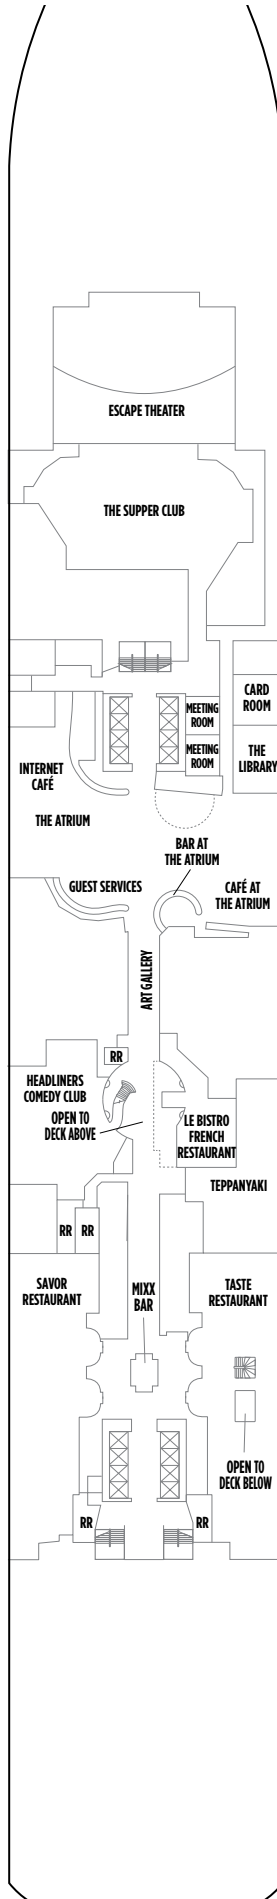 ESCAPE THEATER
THE SUPPER CLUB
MEETING
ROOM
CARD
ROOM
MEETING
ROOM
THE
LIBRARY
INTERNET
CAFÉ
THE ATRIUM
BAR AT
THE ATRIUM
GUEST SERVICES
CAFÉ AT
THE ATRIUM
ART GALLERY
RR
HEADLINERS
COMEDY CLUB
OPEN TO
DECK ABOVE
LE BISTRO
FRENCH
RESTAURANT
TEPPANYAKI
RR
RR
SAVOR
RESTAURANT
MIXX
BAR
TASTE
RESTAURANT
OPEN TO
DECK BELOW
RR
RR